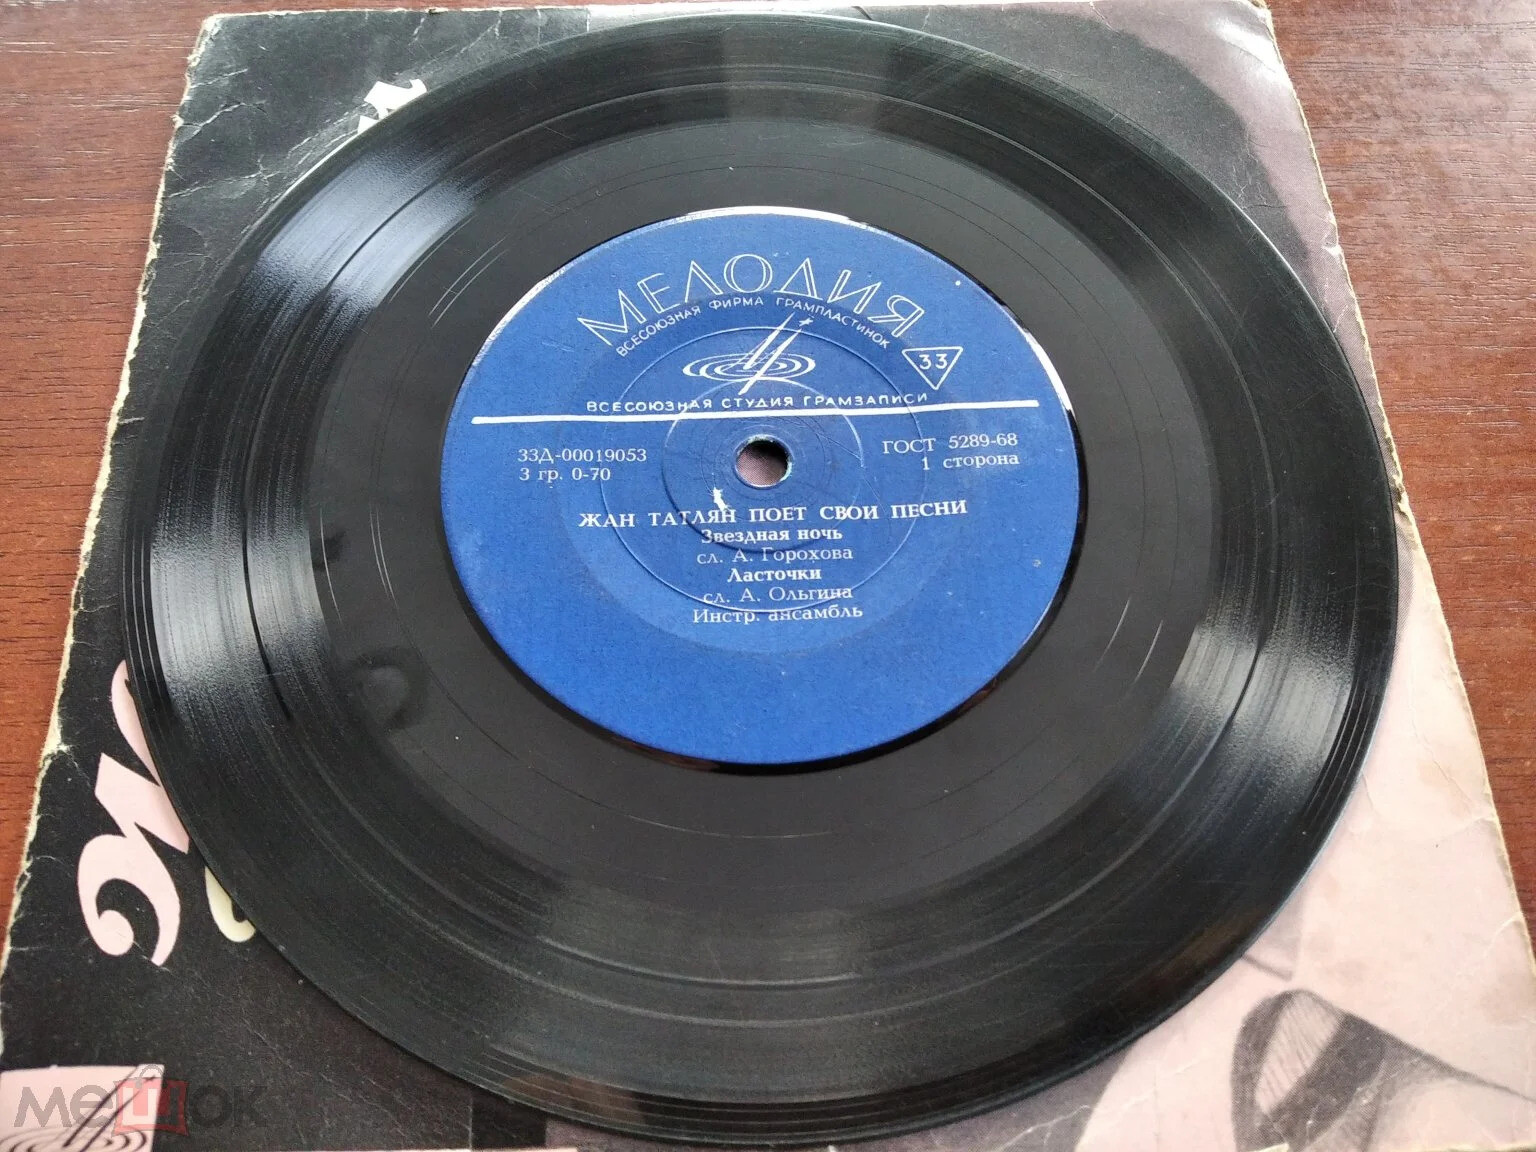 МЕЛОДИЯ
ВСЕСОЮЗНАЯ ФИРМА ГРАМПЛАСТИНОК
33
ВСЕСОЮЗНАЯ СТУДИЯ ГРАМЗАПИСИ
33Д-00019053
ГОСТ 5289-68
3 гр. 0-70
1 сторона
ЖАН ТАТЛЯН ПОЕТ СВОИ ПЕСНИ
Звездная ночь
сл. А. Горохова
Ласточки
сл. А. Ольгина
Инстр. ансамбль
мешок